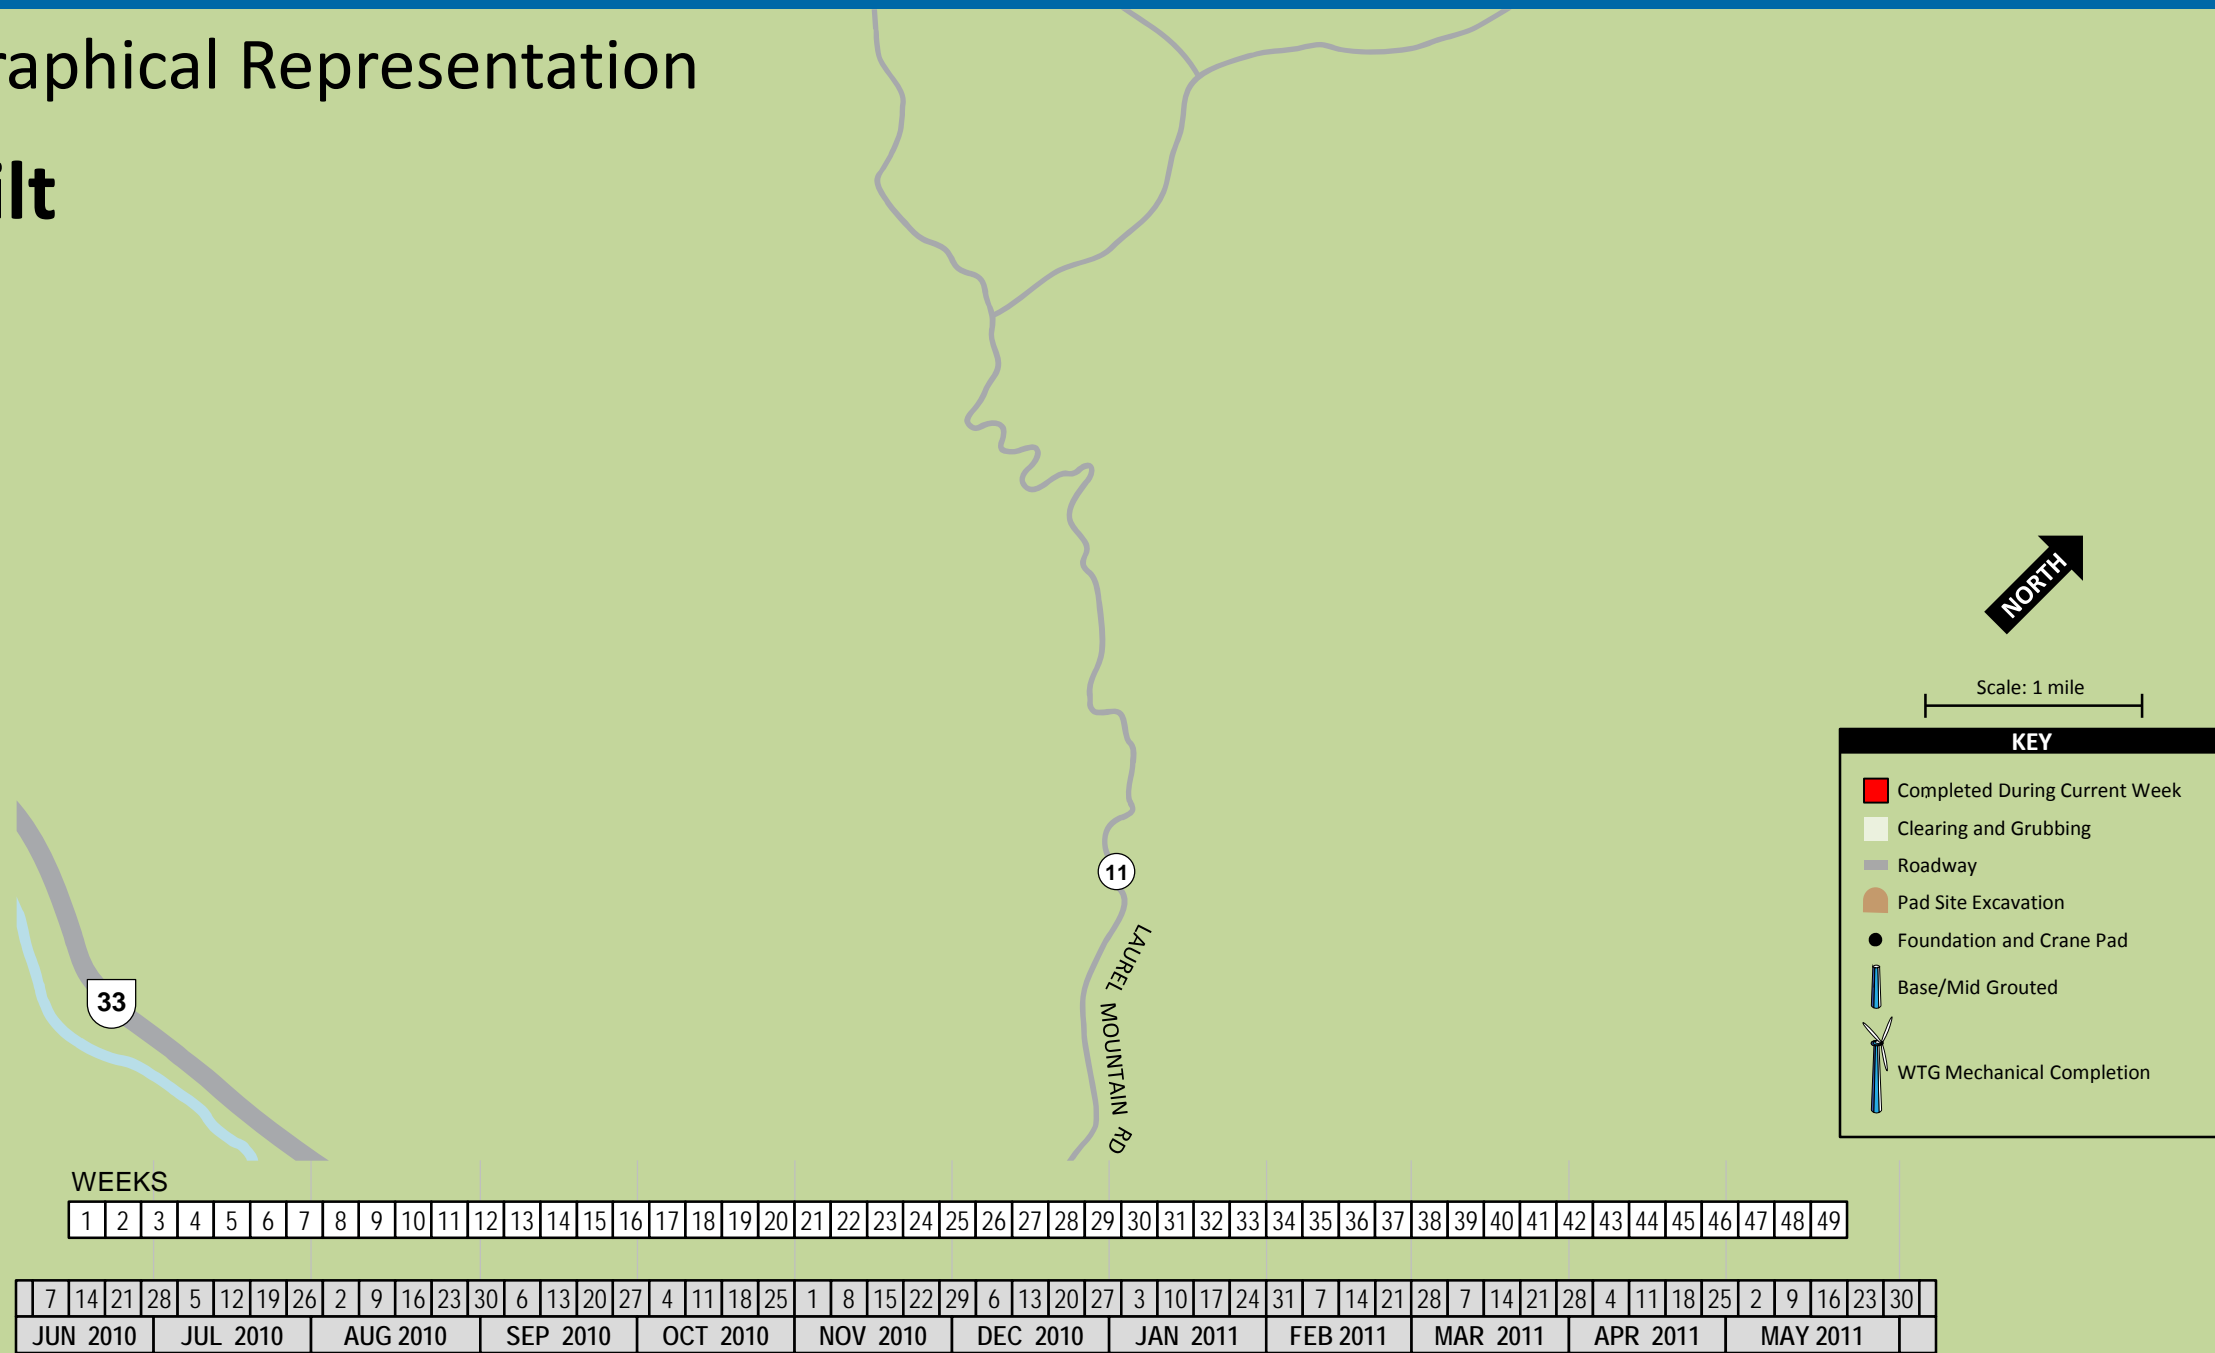 raphical Representation
ilt
NORTH
Scale: 1 mile
KEY
Completed During Current Week
Clearing and Grubbing
Roadway
Pad Site Excavation
Foundation and Crane Pad
Base/Mid Grouted
WTG Mechanical Completion
11
LAUREL MOUNTAIN RD
33
WEEKS
1 2 3 4 5 6 7 8 9 10 11 12 13 14 15 16 17 18 19 20 21 22 23 24 25 26 27 28 29 30 31 32 33 34 35 36 37 38 39 40 41 42 43 44 45 46 47 48 49
7 14 21 28 5 12 19 26 2 9 16 23 30 6 13 20 27 4 11 18 25 1 8 15 22 29 6 13 20 27 3 10 17 24 31 7 14 21 28 7 14 21 28 4 11 18 25 2 9 16 23 30
JUN 2010 JUL 2010 AUG 2010 SEP 2010 OCT 2010 NOV 2010 DEC 2010 JAN 2011 FEB 2011 MAR 2011 APR 2011 MAY 2011